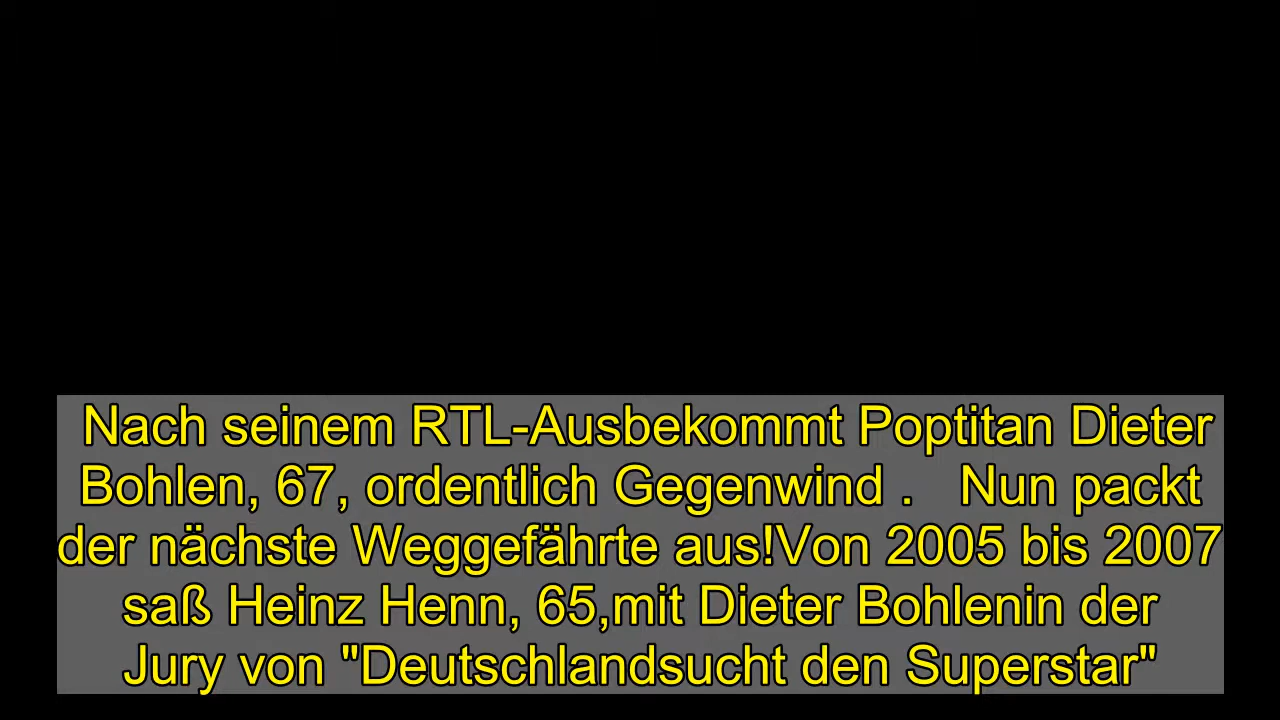 Nach seinem RTL-Ausbekommt Poptitan Dieter
Bohlen, 67, ordentlich Gegenwind .   Nun packt
der nächste Weggefährte aus!Von 2005 bis 2007
saß Heinz Henn, 65,mit Dieter Bohlenin der
Jury von "Deutschlandsucht den Superstar"